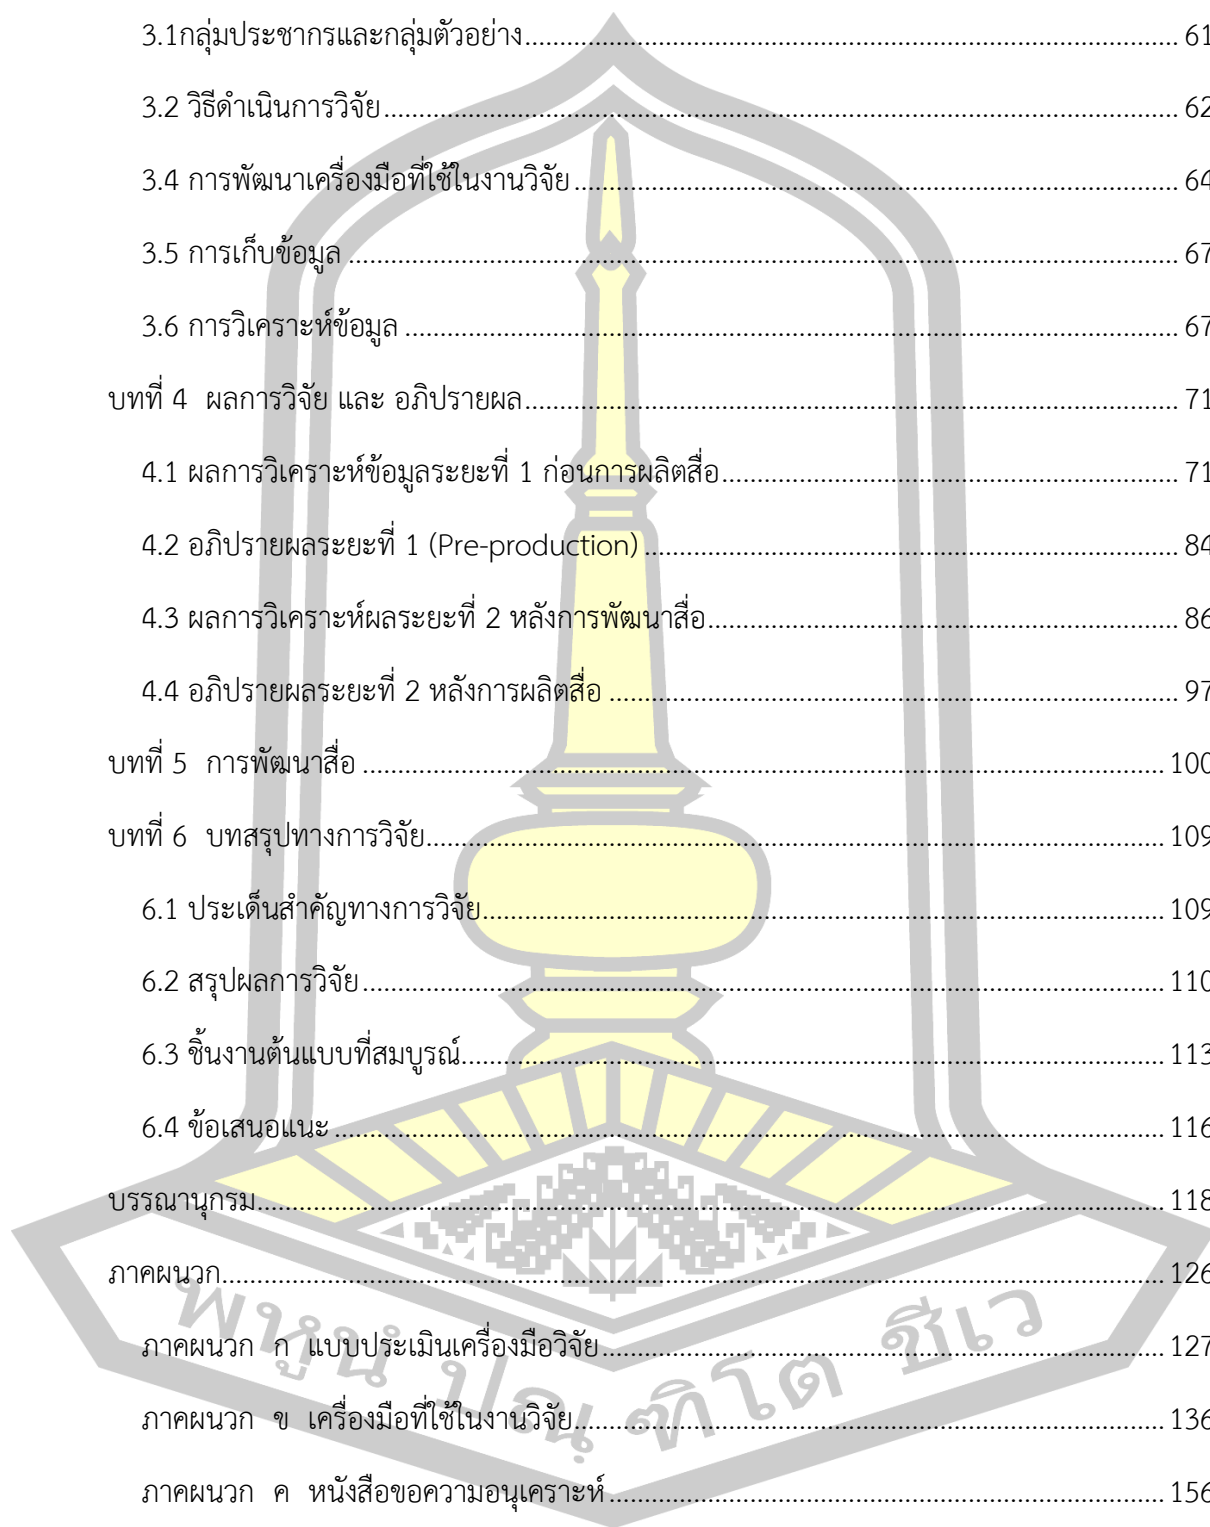 3.1กลุ่มประชากรและกลุ่มตัวอย่าง........................................................................ 61
3.2 วิธีดำเนินการวิจัย........................................................................ 62
3.4 การพัฒนาเครื่องมือที่ใช้ในงานวิจัย........................................................................ 64
3.5 การเก็บข้อมูล........................................................................ 67
3.6 การวิเคราะห์ข้อมูล........................................................................ 67
บทที่ 4 ผลการวิจัย และ อภิปรายผล........................................................................ 71
4.1 ผลการวิเคราะห์ข้อมูลระยะที่ 1 ก่อนการผลิตสื่อ........................................................................ 71
4.2 อภิปรายผลระยะที่ 1 (Pre-production)........................................................................ 84
4.3 ผลการวิเคราะห์ผลระยะที่ 2 หลังการพัฒนาสื่อ........................................................................ 86
4.4 อภิปรายผลระยะที่ 2 หลังการผลิตสื่อ........................................................................ 97
บทที่ 5 การพัฒนาสื่อ........................................................................ 100
บทที่ 6 บทสรุปทางการวิจัย........................................................................ 109
6.1 ประเด็นสำคัญทางการวิจัย........................................................................ 109
6.2 สรุปผลการวิจัย........................................................................ 110
6.3 ชิ้นงานต้นแบบที่สมบูรณ์........................................................................ 113
6.4 ข้อเสนอแนะ........................................................................ 116
บรรณานุกรม........................................................................ 118
ภาคผนวก........................................................................ 126
ภาคผนวก ก แบบประเมินเครื่องมือวิจัย........................................................................ 127
ภาคผนวก ข เครื่องมือที่ใช้ในงานวิจัย........................................................................ 136
ภาคผนวก ค หนังสือขอความอนุเคราะห์........................................................................ 156
พหูนํ ปณฺฑิโต ชีเว